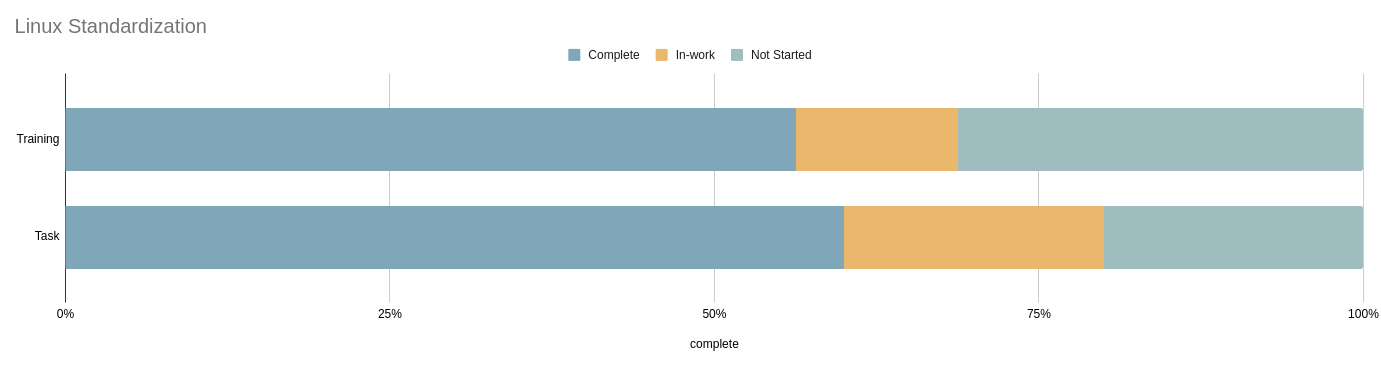 Linux Standardization
Complete In-work Not Started
Training
Task
0% 25% 50% 75% 100%
complete